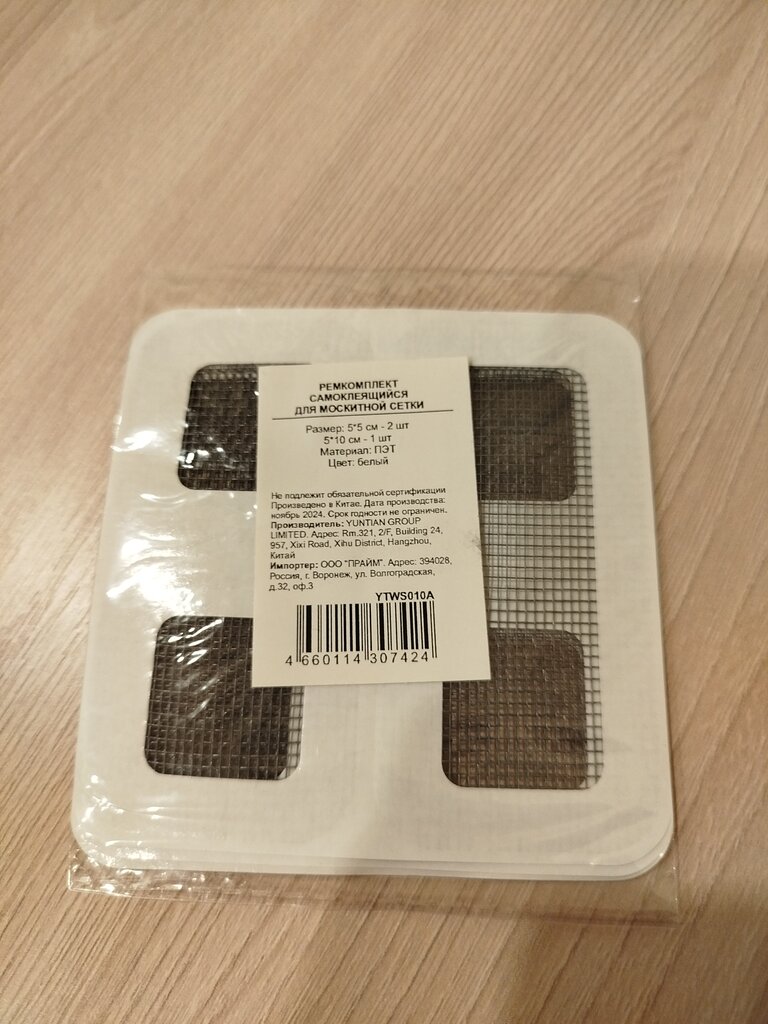 РЕМКОМПЛЕКТ
САМОКЛЕЯЩИЙСЯ
ДЛЯ МОСКИТНОЙ СЕТКИ
Размер: 5*5 см - 2 шт
5*10 см - 1 шт
Материал: ПЭТ
Цвет: белый
Не подлежит обязательной сертификации
Произведено в Китае. Дата производства:
ноябрь 2024. Срок годности не ограничен.
Производитель: YUNTIAN GROUP
LIMITED. Адрес: Rm.321, 2/F, Building 24,
957, Xixi Road, Xihu District, Hangzhou,
Китай
Импортер: ООО "ПРАЙМ". Адрес: 394028,
Россия, г. Воронеж, ул. Волгоградская,
д.32, оф.3
YTWS010A
4 660114 307424